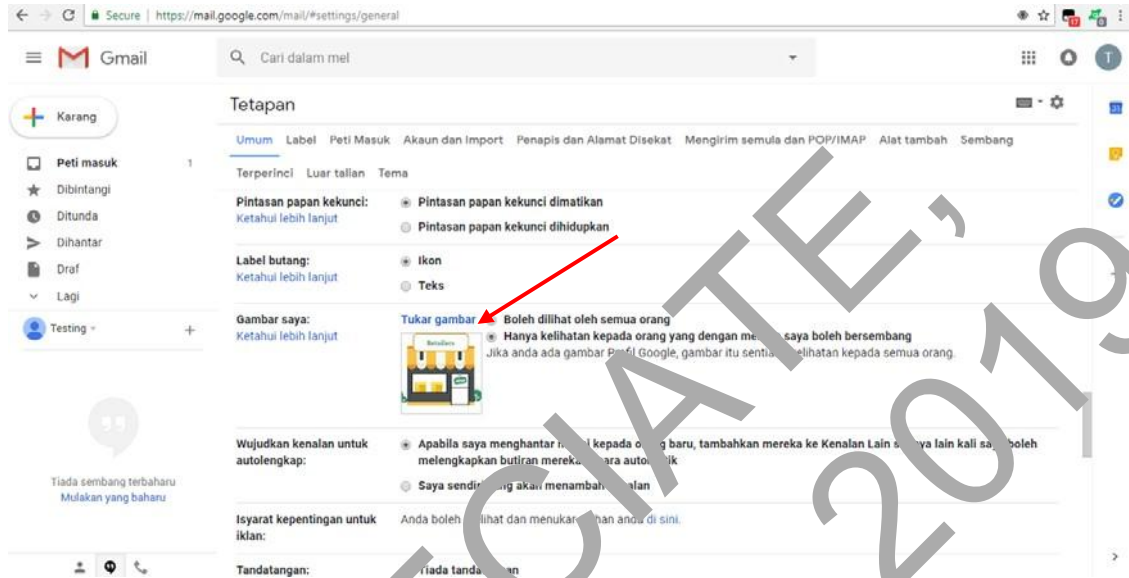 Secure | https://mail.google.com/mail/#settings/general
Gmail
Cari dalam mel
T
Karang
Peti masuk 1
Dibintangi
Ditunda
Dihantar
Draf
Lagi
Testing
Tiada sembang terbaharu
Mulakan yang baharu
Tetapan
Umum Label Peti Masuk Akaun dan Import Penapis dan Alamat Disekat Mengirim semula dan POP/IMAP Alat tambah Sembang
Terperinci Luar talian Tema
Pintasan papan kekunci: Pintasan papan kekunci dimatikan
Ketahui lebih lanjut
Pintasan papan kekunci dihidupkan
Label butang: Ikon
Ketahui lebih lanjut
Teks
Gambar saya: Tukar gambar Boleh dilihat oleh semua orang
Ketahui lebih lanjut Hanya kelihatan kepada orang yang dengan saya boleh bersembang
Jika anda ada gambar Google, gambar itu kelihatan kepada semua orang.
Wujudkan kenalan untuk autolengkap:
Apabila saya menghantar kepada baru, tambahkan mereka ke Kenalan Lain lain kali boleh
melengkapkan butiran
Saya akan
Isyarat kepentingan untuk iklan:
Anda boleh dan di sini.
Tandatangan: Tiada
CIATE,
2019